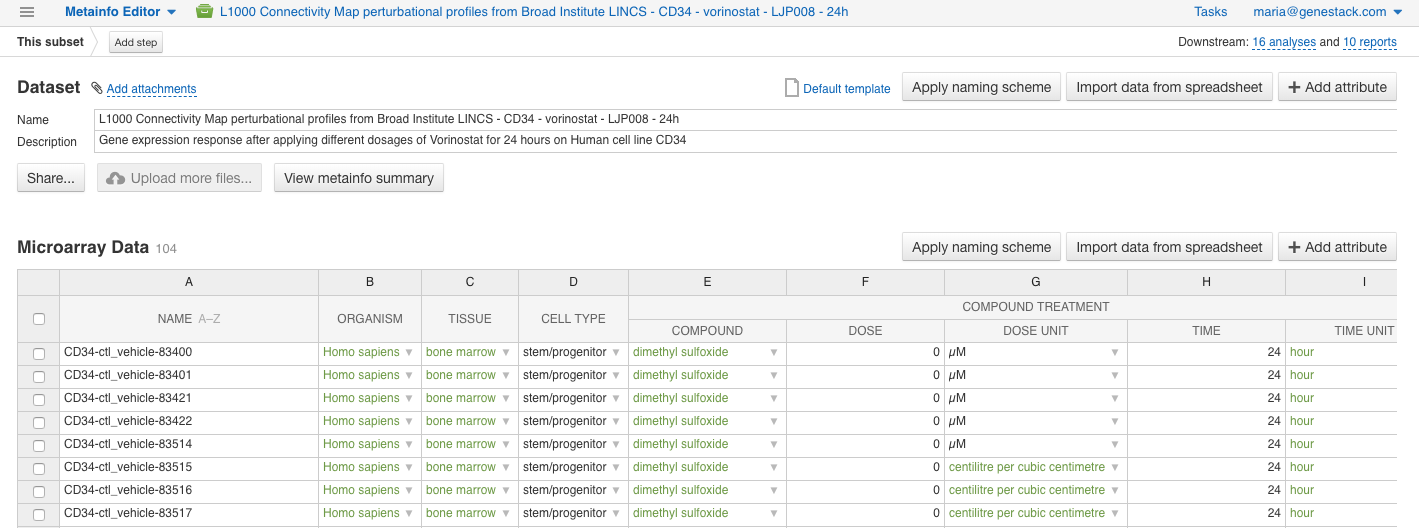 Metainfo Editor L1000 Connectivity Map perturbational profiles from Broad Institute LINCS - CD34 - vorinostat - LJP008 - 24h Tasks maria@genestack.com
This subset Add step Downstream: 16 analyses and 10 reports
Dataset Add attachments Default template Apply naming scheme Import data from spreadsheet + Add attribute
Name L1000 Connectivity Map perturbational profiles from Broad Institute LINCS - CD34 - vorinostat - LJP008 - 24h
Description Gene expression response after applying different dosages of Vorinostat for 24 hours on Human cell line CD34
Share... Upload more files... View metainfo summary
Microarray Data 104 Apply naming scheme Import data from spreadsheet + Add attribute
A B C D E F G H I
COMPOUND TREATMENT
NAME A–Z ORGANISM TISSUE CELL TYPE
COMPOUND DOSE DOSE UNIT TIME TIME UNIT
CD34-ctl_vehicle-83400 Homo sapiens bone marrow stem/progenitor dimethyl sulfoxide 0 µM 24 hour
CD34-ctl_vehicle-83401 Homo sapiens bone marrow stem/progenitor dimethyl sulfoxide 0 µM 24 hour
CD34-ctl_vehicle-83421 Homo sapiens bone marrow stem/progenitor dimethyl sulfoxide 0 µM 24 hour
CD34-ctl_vehicle-83422 Homo sapiens bone marrow stem/progenitor dimethyl sulfoxide 0 µM 24 hour
CD34-ctl_vehicle-83514 Homo sapiens bone marrow stem/progenitor dimethyl sulfoxide 0 µM 24 hour
CD34-ctl_vehicle-83515 Homo sapiens bone marrow stem/progenitor dimethyl sulfoxide 0 centilitre per cubic centimetre 24 hour
CD34-ctl_vehicle-83516 Homo sapiens bone marrow stem/progenitor dimethyl sulfoxide 0 centilitre per cubic centimetre 24 hour
CD34-ctl_vehicle-83517 Homo sapiens bone marrow stem/progenitor dimethyl sulfoxide 0 centilitre per cubic centimetre 24 hour